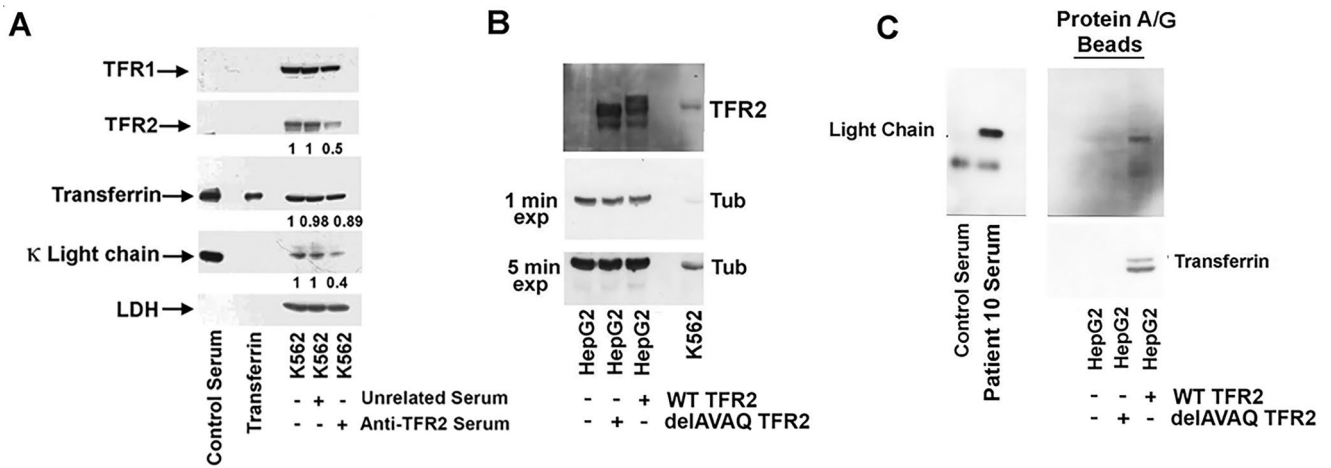 A
TFR1
TFR2
1 1 0.5
Transferrin
1 0.98 0.89
κ Light chain
1 1 0.4
LDH
Control Serum
Transferrin
K562
K562
K562
- + - Unrelated Serum
- - + Anti-TFR2 Serum
B
TFR2
1 min
exp
Tub
5 min
exp
Tub
HepG2
HepG2
HepG2
K562
- - + WT TFR2
- + - delAVAQ TFR2
C
Protein A/G
Beads
Light Chain
Transferrin
Control Serum
Patient 10 Serum
HepG2
HepG2
HepG2
- - + WT TFR2
- + - delAVAQ TFR2